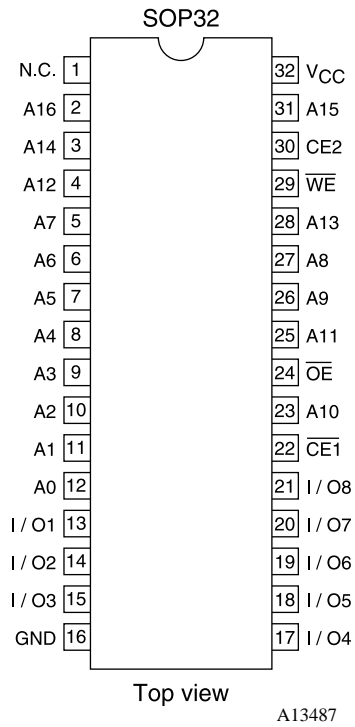 SOP32
N.C. 1 32 VCC
A16 2 31 A15
A14 3 30 CE2
A12 4 29 W̅E̅
A7 5 28 A13
A6 6 27 A8
A5 7 26 A9
A4 8 25 A11
A3 9 24 O̅E̅
A2 10 23 A10
A1 11 22 C̅E̅1̅
A0 12 21 I / O8
I / O1 13 20 I / O7
I / O2 14 19 I / O6
I / O3 15 18 I / O5
GND 16 17 I / O4
Top view
A13487